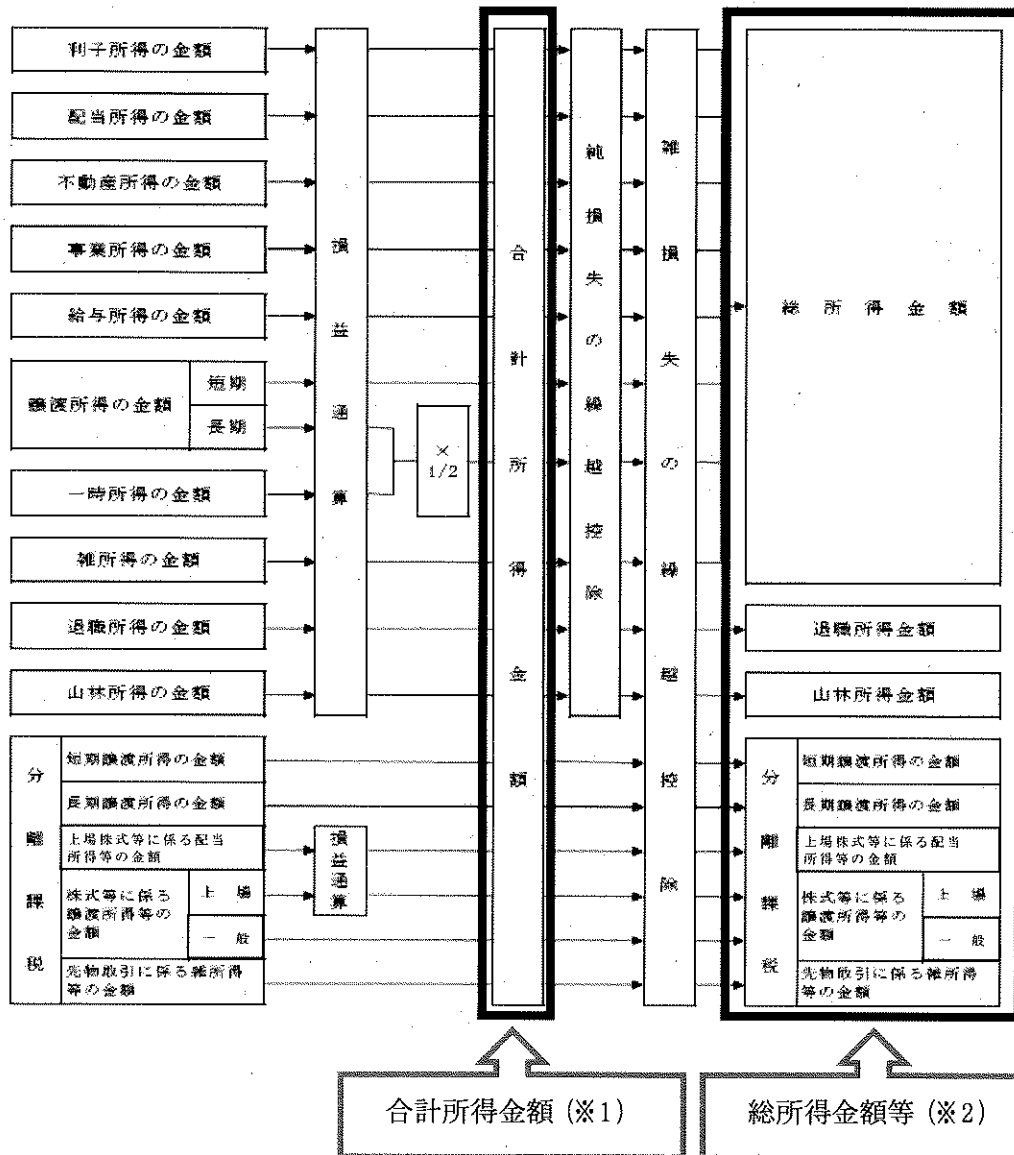 利子所得の金額
配当所得の金額
不動産所得の金額
事業所得の金額
給与所得の金額
譲渡所得の金額
短期
長期
一時所得の金額
雑所得の金額
退職所得の金額
山林所得の金額
分離課税
短期譲渡所得の金額
長期譲渡所得の金額
上場株式等に係る配当
所得等の金額
株式等に係る
譲渡所得等の
金額
上場
一般
先物取引に係る雑所得
等の金額
損益通算
損益通算
×
1/2
合計所得金額
純損失の繰越控除
雑損失の繰越控除
総所得金額
退職所得金額
山林所得金額
分離課税
短期譲渡所得の金額
長期譲渡所得の金額
上場株式等に係る配当
所得等の金額
株式等に係る
譲渡所得等の
金額
上場
一般
先物取引に係る雑所得
等の金額
合計所得金額(※1)
総所得金額等(※2)